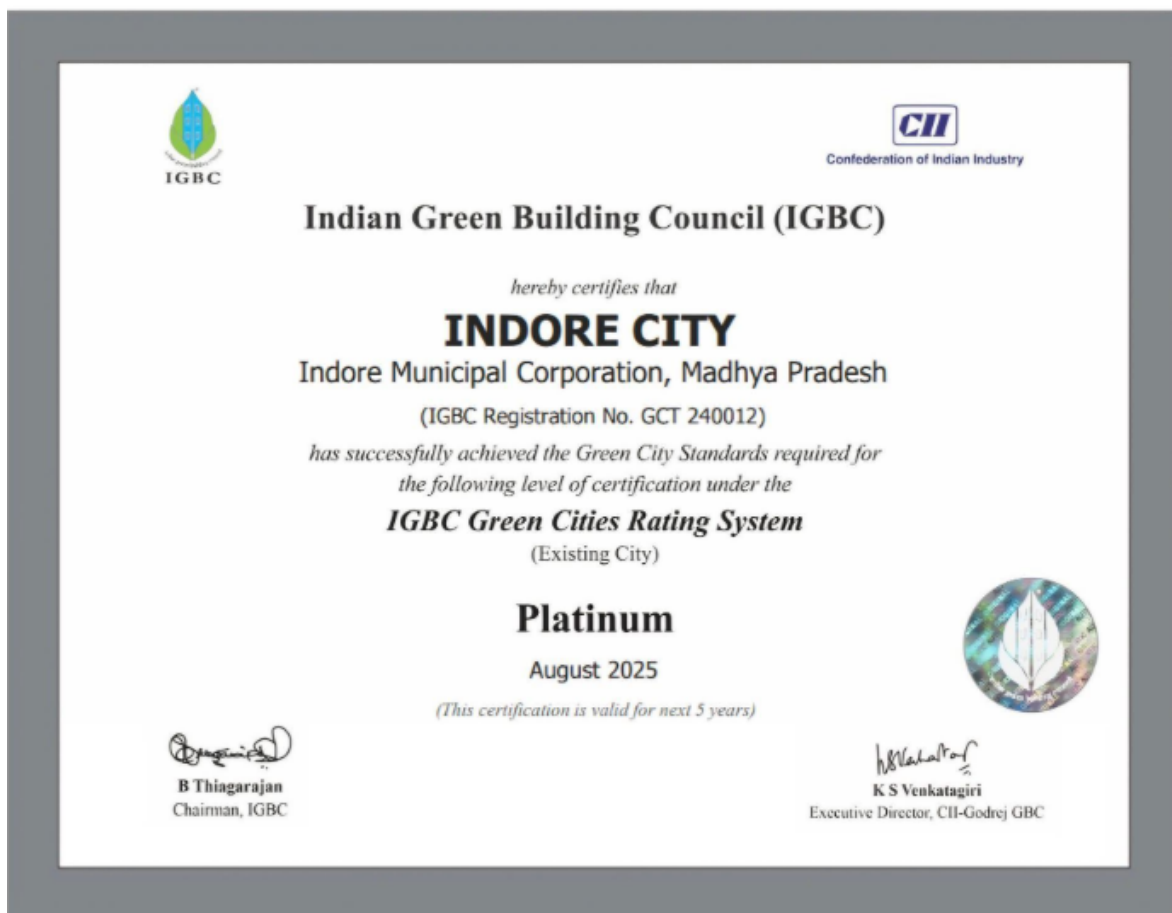 IGBC
CII
Confederation of Indian Industry
Indian Green Building Council (IGBC)
hereby certifies that
INDORE CITY
Indore Municipal Corporation, Madhya Pradesh
(IGBC Registration No. GCT 240012)
has successfully achieved the Green City Standards required for
the following level of certification under the
IGBC Green Cities Rating System
(Existing City)
Platinum
August 2025
(This certification is valid for next 5 years)
B Thiagarajan
Chairman, IGBC
K S Venkatagiri
Executive Director, CII-Godrej GBC